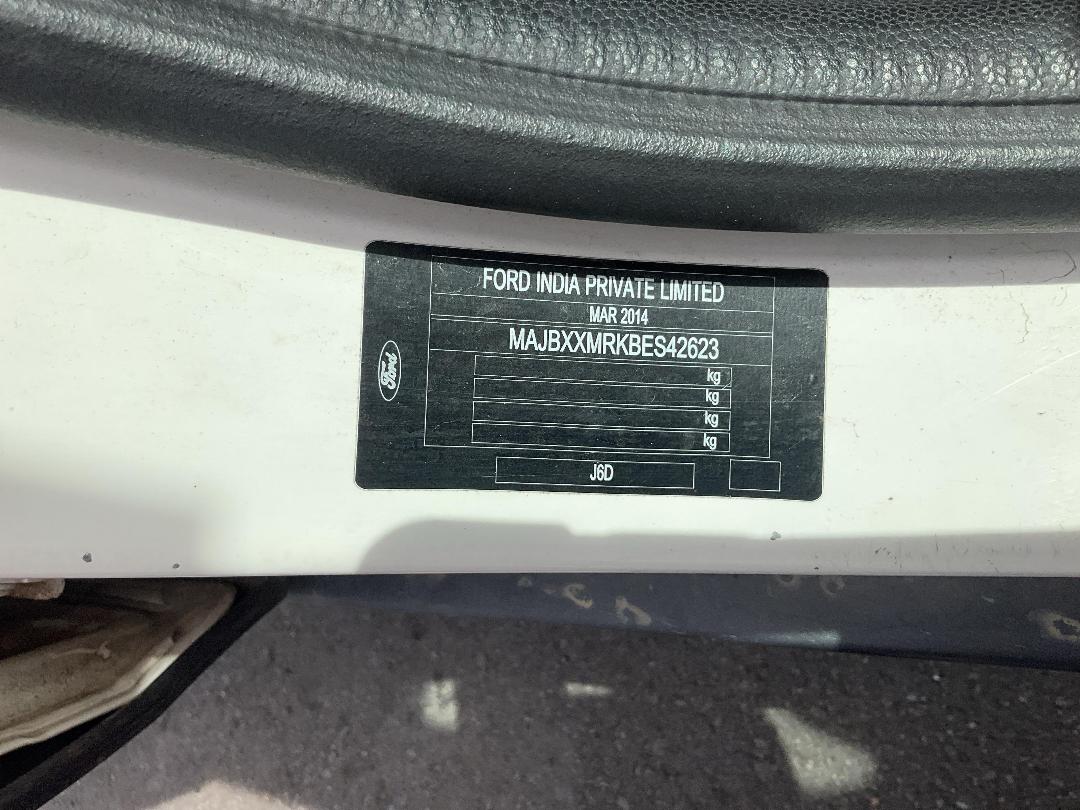 FORD INDIA PRIVATE LIMITED
MAR 2014
MAJBXXMRKBES42623
Ford
kg
kg
kg
kg
J6D